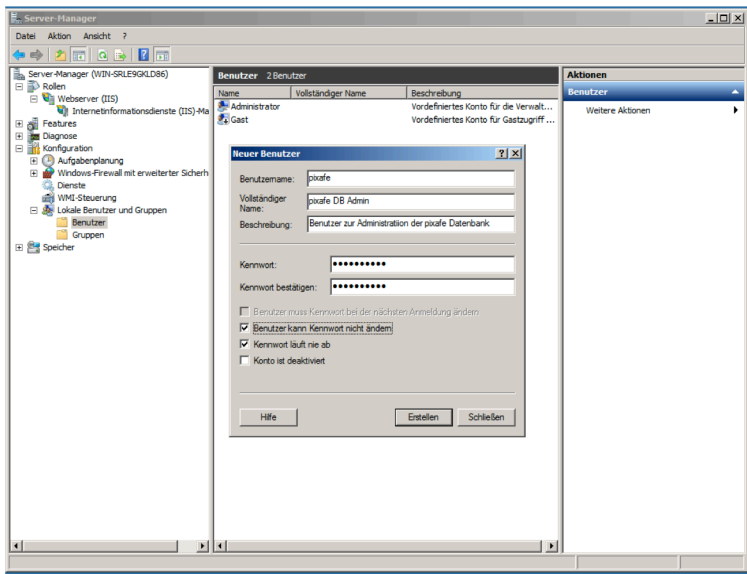 Server-Manager
Datei Aktion Ansicht ?
Server-Manager (WIN-SRLE9GKLD86)
Rollen
Webserver (IIS)
Internetinformationsdienste (IIS)-Ma
Features
Diagnose
Konfiguration
Aufgabenplanung
Windows-Firewall mit erweiterter Sicherh
Dienste
WMI-Steuerung
Lokale Benutzer und Gruppen
Benutzer
Gruppen
Speicher
Benutzer 2 Benutzer
Name Vollständiger Name Beschreibung
Administrator Vordefiniertes Konto für die Verwalt...
Gast Vordefiniertes Konto für Gastzugriff ...
Neuer Benutzer
Benutzername: pixafe
Vollständiger
Name: pixafe DB Admin
Beschreibung: Benutzer zur Administratiion der pixafe Datenbank
Kennwort: ●●●●●●●●●●
Kennwort bestätigen: ●●●●●●●●●●
Benutzer muss Kennwort bei der nächsten Anmeldung ändern
Benutzer kann Kennwort nicht ändern
Kennwort läuft nie ab
Konto ist deaktiviert
Hilfe Erstellen Schließen
Aktionen
Benutzer
Weitere Aktionen